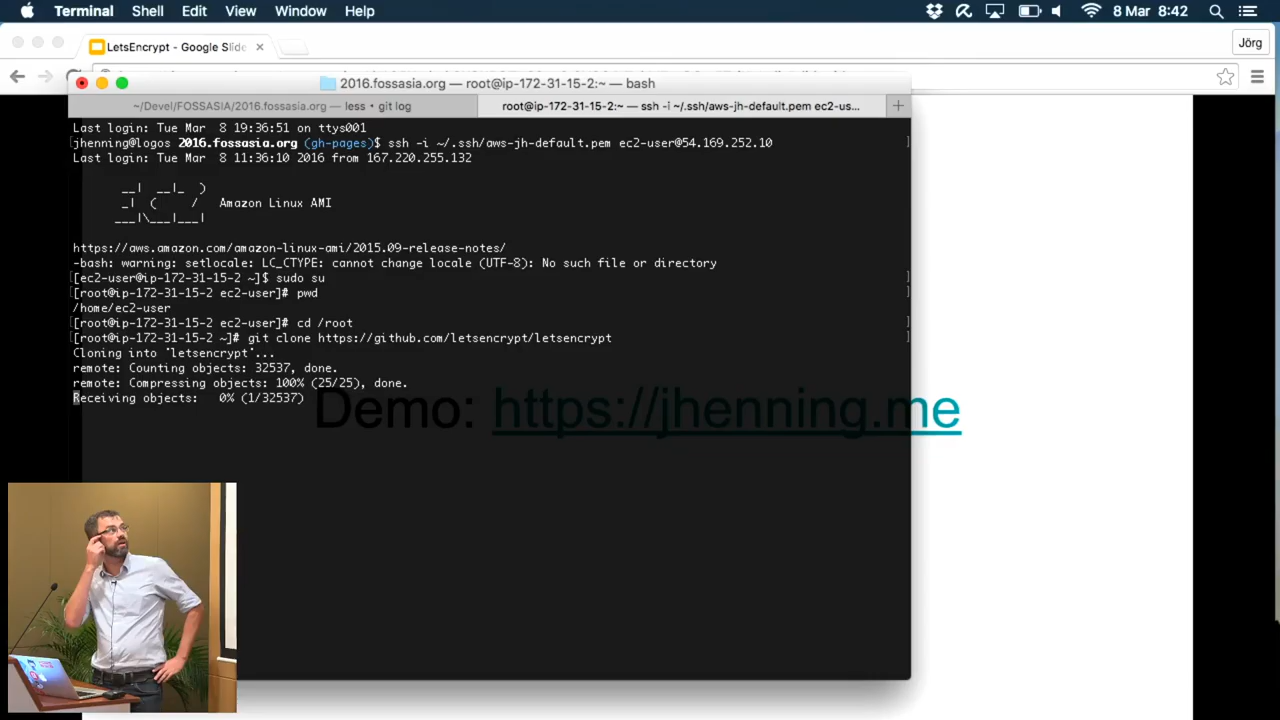 Terminal Shell Edit View Window Help 8 Mar 8:42
LetsEncrypt - Google Slide
Jörg
2016.fossasia.org — root@ip-172-31-15-2:~ — bash
~/Devel/FOSSASIA/2016.fossasia.org — less • git log
root@ip-172-31-15-2:~ — ssh -i ~/.ssh/aws-jh-default.pem ec2-us...
Last login: Tue Mar  8 19:36:51 on ttys001
[jhenning@logos 2016.fossasia.org (gh-pages)$ ssh -i ~/.ssh/aws-jh-default.pem ec2-user@54.169.252.10 ]
Last login: Tue Mar  8 11:36:10 2016 from 167.220.255.132
__|  __|_  )
_|  (     /   Amazon Linux AMI
___|\___|___|
https://aws.amazon.com/amazon-linux-ami/2015.09-release-notes/
-bash: warning: setlocale: LC_CTYPE: cannot change locale (UTF-8): No such file or directory
[[ec2-user@ip-172-31-15-2 ~]$ sudo su ]
[[root@ip-172-31-15-2 ec2-user]# pwd ]
/home/ec2-user
[[root@ip-172-31-15-2 ec2-user]# cd /root ]
[[root@ip-172-31-15-2 ~]# git clone https://github.com/letsencrypt/letsencrypt ]
Cloning into 'letsencrypt'...
remote: Counting objects: 32537, done.
remote: Compressing objects: 100% (25/25), done.
Receiving objects:   0% (1/32537)
Demo: https://jhenning.me